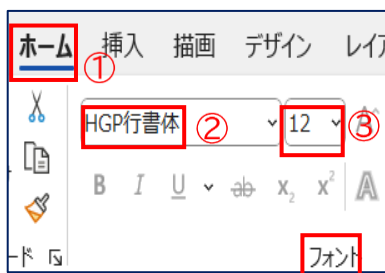 ホーム 挿入 描画 デザイン レイア
①
HGP行書体 ② 12 ③
B I U ab x₂ x² A
ード フォント